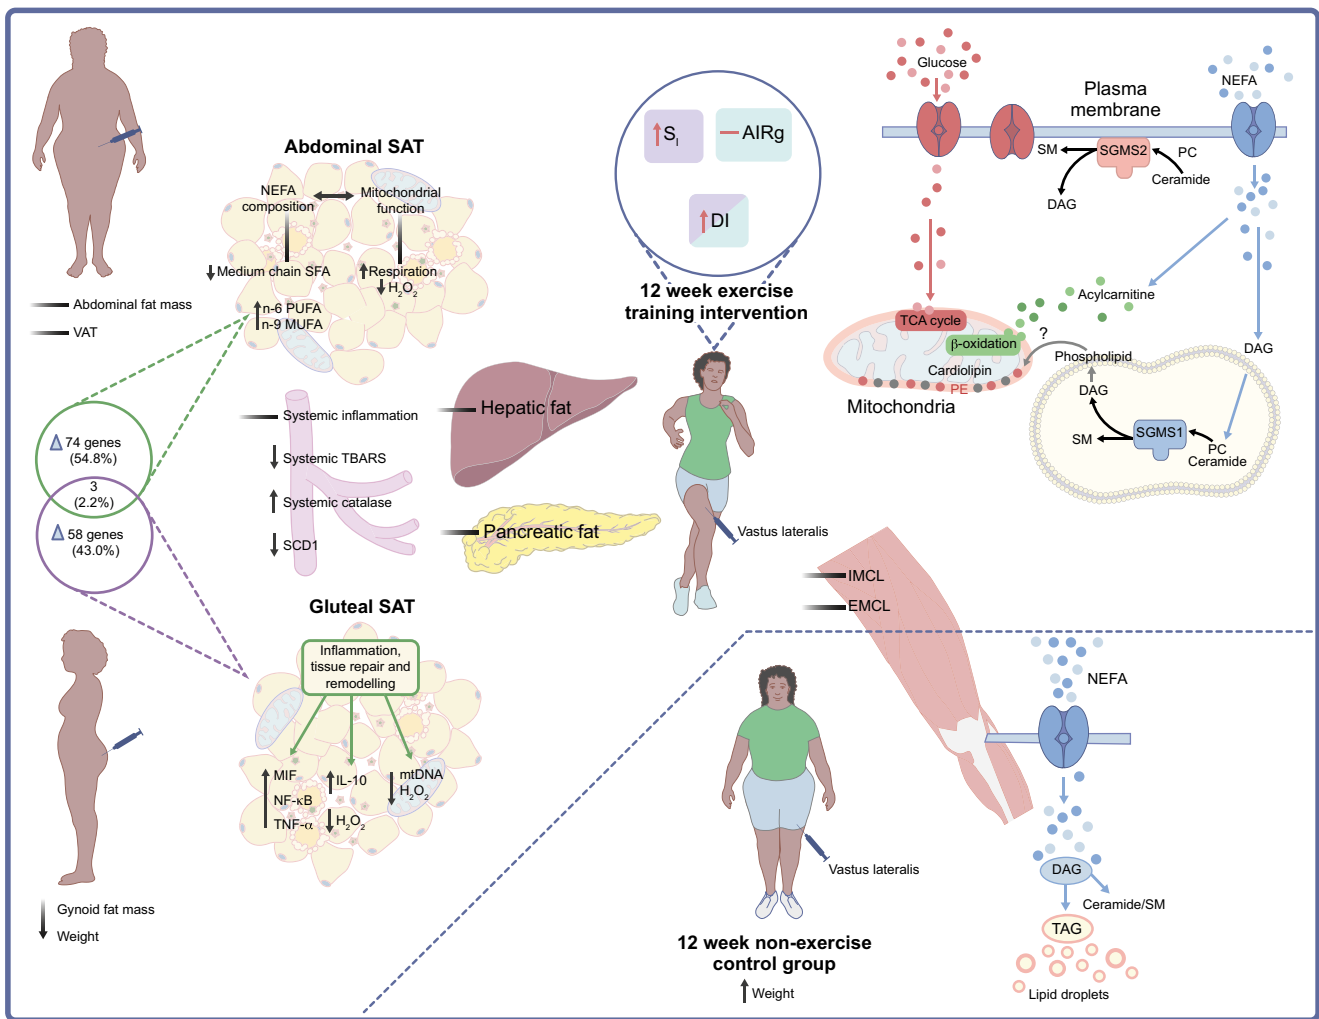 Abdominal SAT
NEFA
composition
Mitochondrial
function
Medium chain SFA
Respiration
H₂O₂
n-6 PUFA
n-9 MUFA
Abdominal fat mass
VAT
74 genes
(54.8%)
3
(2.2%)
58 genes
(43.0%)
Systemic inflammation
Systemic TBARS
Systemic catalase
SCD1
Hepatic fat
Pancreatic fat
Gluteal SAT
Inflammation,
tissue repair and
remodelling
MIF
NF-κB
TNF-α
IL-10
H₂O₂
mtDNA
H₂O₂
Gynoid fat mass
Weight
S_I
AIRg
DI
12 week exercise
training intervention
Vastus lateralis
Glucose
Plasma
membrane
NEFA
SM
SGMS2
PC
Ceramide
DAG
Acylcarnitine
TCA cycle
β-oxidation
?
Cardiolipin
PE
Mitochondria
DAG
Phospholipid
DAG
SM
SGMS1
PC
Ceramide
IMCL
EMCL
NEFA
DAG
Ceramide/SM
TAG
Lipid droplets
Vastus lateralis
12 week non-exercise
control group
Weight